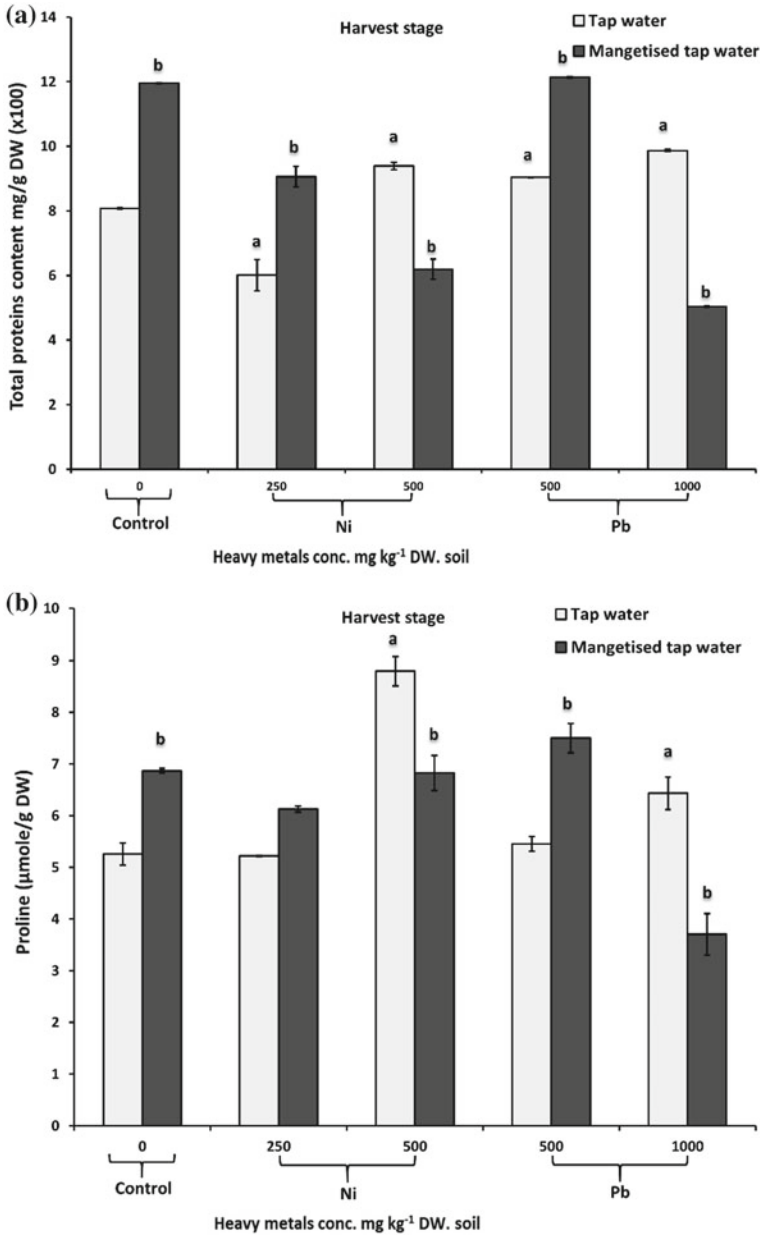 (a)
14
12
10
8
6
4
2
0
Total proteins content mg/g DW (x100)
Harvest stage
Tap water
Mangetised tap water
b
a
b
a
b
a
b
a
b
0
250
500
500
1000
Control
Ni
Pb
Heavy metals conc. mg kg⁻¹ DW. soil
(b)
10
9
8
7
6
5
4
3
2
1
0
Proline (µmole/g DW)
Harvest stage
Tap water
Mangetised tap water
b
a
b
b
a
b
0
250
500
500
1000
Control
Ni
Pb
Heavy metals conc. mg kg⁻¹ DW. soil